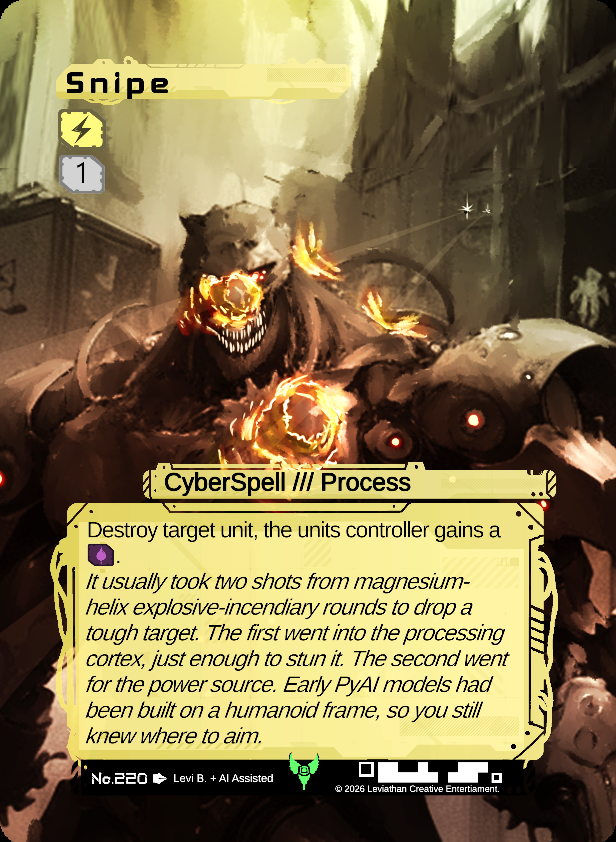 Snipe
1
CyberSpell /// Process
Destroy target unit, the units controller gains a
.
It usually took two shots from magnesium-
helix explosive-incendiary rounds to drop a
tough target. The first went into the processing
cortex, just enough to stun it. The second went
for the power source. Early PyAI models had
been built on a humanoid frame, so you still
knew where to aim.
No.220 Levi B. + AI Assisted
© 2026 Leviathan Creative Entertiament.